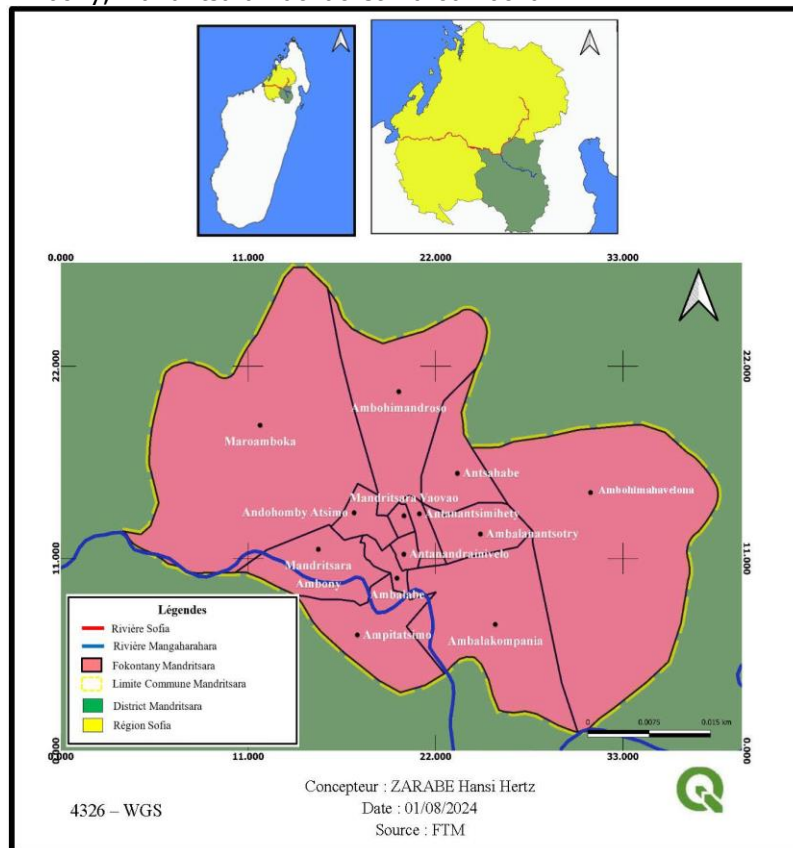 0.000 11.000 22.000 33.000
22.000 22.000
Ambohimandroso
Maroamboka
Antsahabe
Ambohimahavelona
Mandritsara Vaovao
Andohomby Atsimo
Antanantsimihety
Ambalanantsotry
11.000 11.000
Antanandrainivelo
Mandritsara
Ambony
Ambalabe
Ampitatsimo
Ambalakompania
Légendes
Rivière Sofia
Rivière Mangaharahara
Fokontany Mandritsara
Limite Commune Mandritsara
District Mandritsara
Région Sofia
0 0.0075 0.015 km
0.000 0.000
0.000 11.000 22.000 33.000
4326 – WGS
Concepteur : ZARABE Hansi Hertz
Date : 01/08/2024
Source : FTM